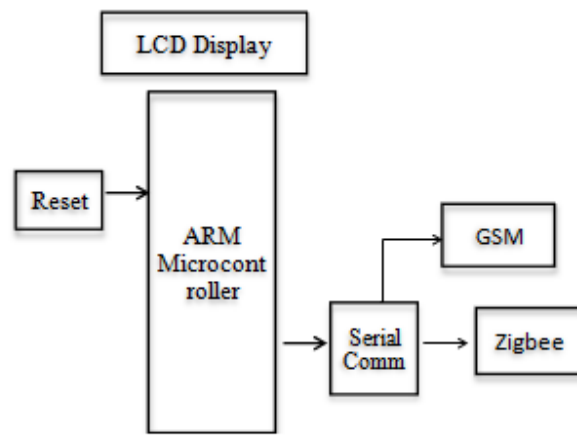 LCD Display
Reset
ARM
Microcont
roller
GSM
Serial
Comm
Zigbee